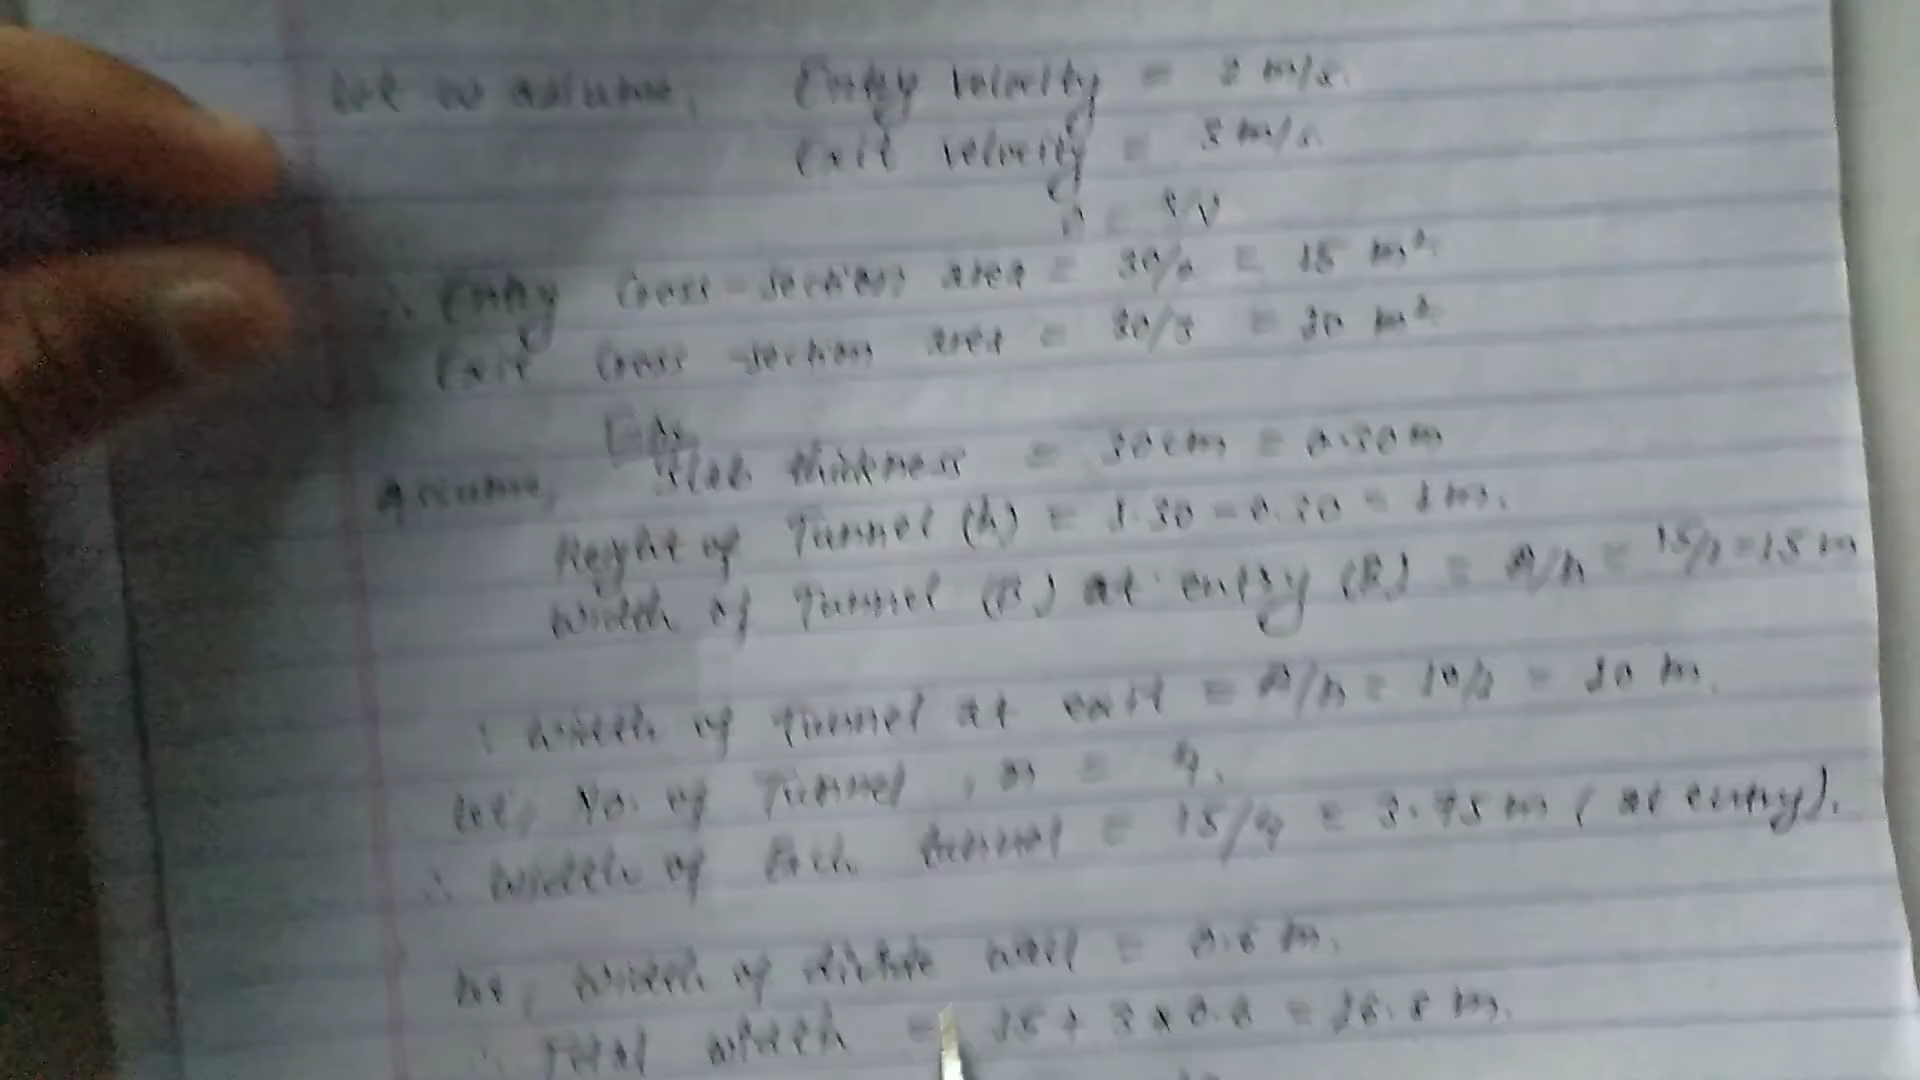 Let us assume, Entry velocity = 2 m/s.
Exit velocity = 3 m/s
A = Q/V
∴ Entry Cross-section area = 30/2 = 15 m²
Exit Cross-section area = 30/3 = 10 m²
Assume, Slab thickness = 30cm = 0.30m
Height of Tunnel (h) = 1.30 - 0.30 = 1m.
Width of Tunnel (B) at entry (B) = A/h = 15/1 = 15 m
∴ Width of Tunnel at exit = A/h = 10/1 = 10 m.
Let, No. of Tunnel, n = 4.
∴ Width of Each tunnel = 15/4 = 3.75m (at entry).
Let, Width of divide wall = 0.6 m.
∴ Total width = 15 + 3 x 0.6 = 16.8 m.